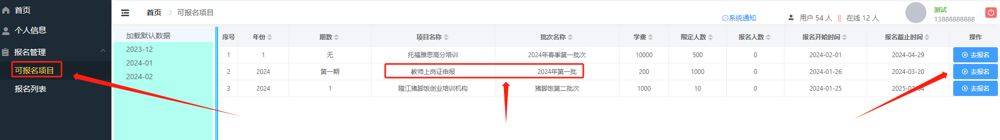 首页
个人信息
报名管理
可报名项目
报名列表
首页 > 可报名项目
系统通知
用户 54 人 || 在线 12 人
测试
13888888888
加载默认数据
2023-12
2024-01
2024-02
序号 年份 期数 项目名称 批次名称 学费 限定人数 报名人数 报名开始时间 报名截止时间 操作
1 1 无 托福雅思高分培训 2024年春季第一批次 10000 500 0 2024-02-01 2024-04-29 去报名
2 2024 第一期 教师上岗证申报 2024年第一批 200 1000 0 2024-01-26 2024-03-20 去报名
3 2024 1 隆江猪脚饭创业培训机构 猪脚饭第二批次 1000 10 0 2024-01-25 2025-02-04 去报名